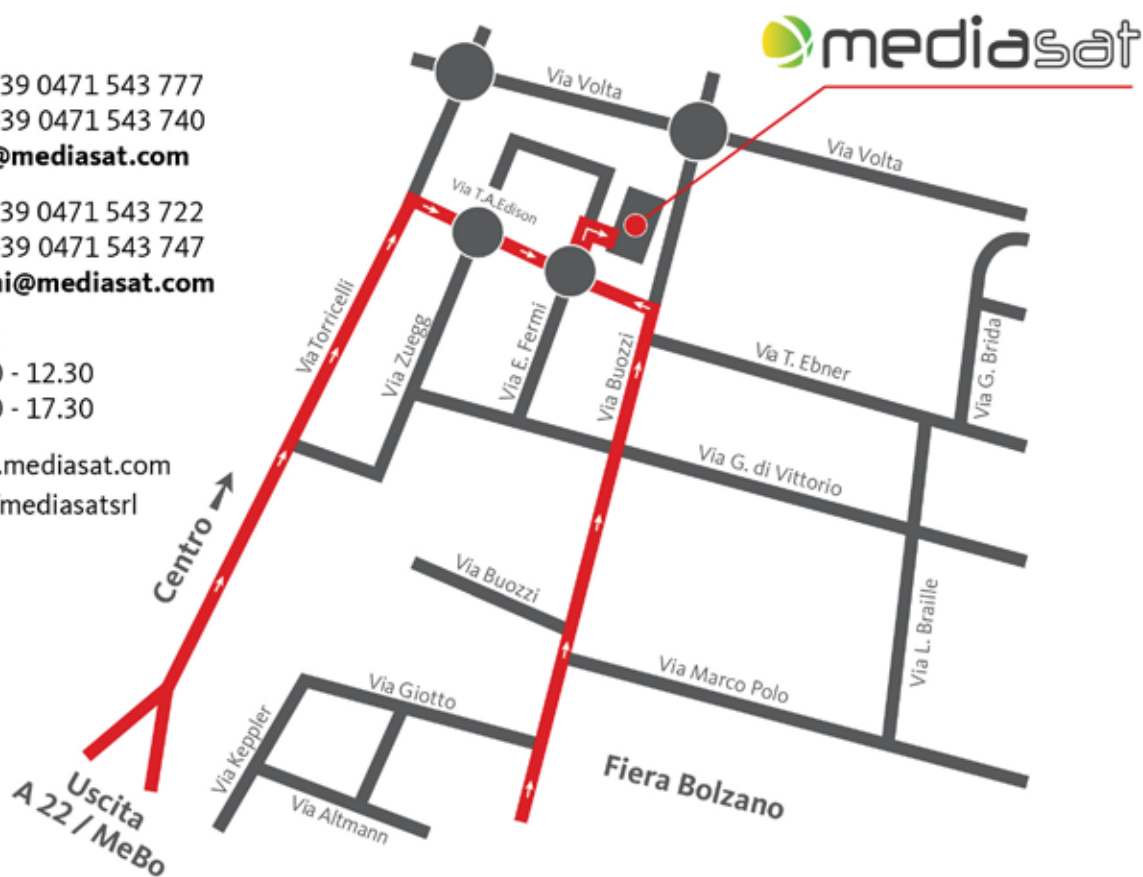 39 0471 543 777
39 0471 543 740
@mediasat.com
39 0471 543 722
39 0471 543 747
ni@mediasat.com
0 - 12.30
0 - 17.30
.mediasat.com
/mediasatsrl
mediasat
Via Volta
Via Volta
Via T.A.Edison
Via Torricelli
Via Zuegg
Via E. Fermi
Via Buozzi
Via T. Ebner
Via G. Brida
Via G. di Vittorio
Centro
Via Buozzi
Via L. Braille
Via Marco Polo
Via Giotto
Via Keppler
Via Altmann
Fiera Bolzano
Uscita
A 22 / MeBo